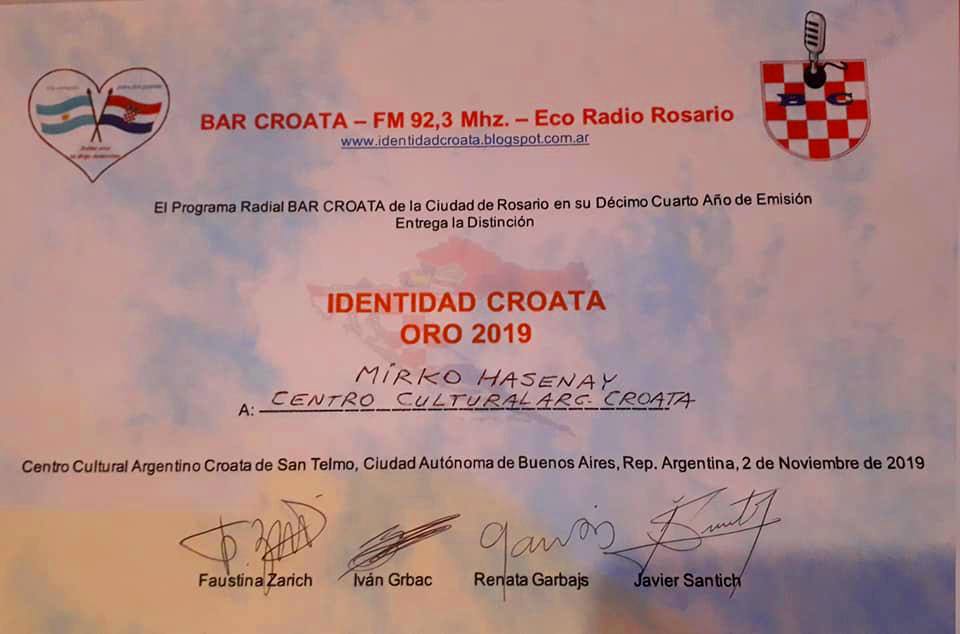 BAR CROATA – FM 92,3 Mhz. – Eco Radio Rosario
www.identidadcroata.blogspot.com.ar
B C
El Programa Radial BAR CROATA de la Ciudad de Rosario en su Décimo Cuarto Año de Emisión
Entrega la Distinción
IDENTIDAD CROATA
ORO 2019
MIRKO HASENAY
A: CENTRO CULTURAL ARG. CROATA
Centro Cultural Argentino Croata de San Telmo, Ciudad Autónoma de Buenos Aires, Rep. Argentina, 2 de Noviembre de 2019
Faustina Zarich Iván Grbac Renata Garbajs Javier Santich